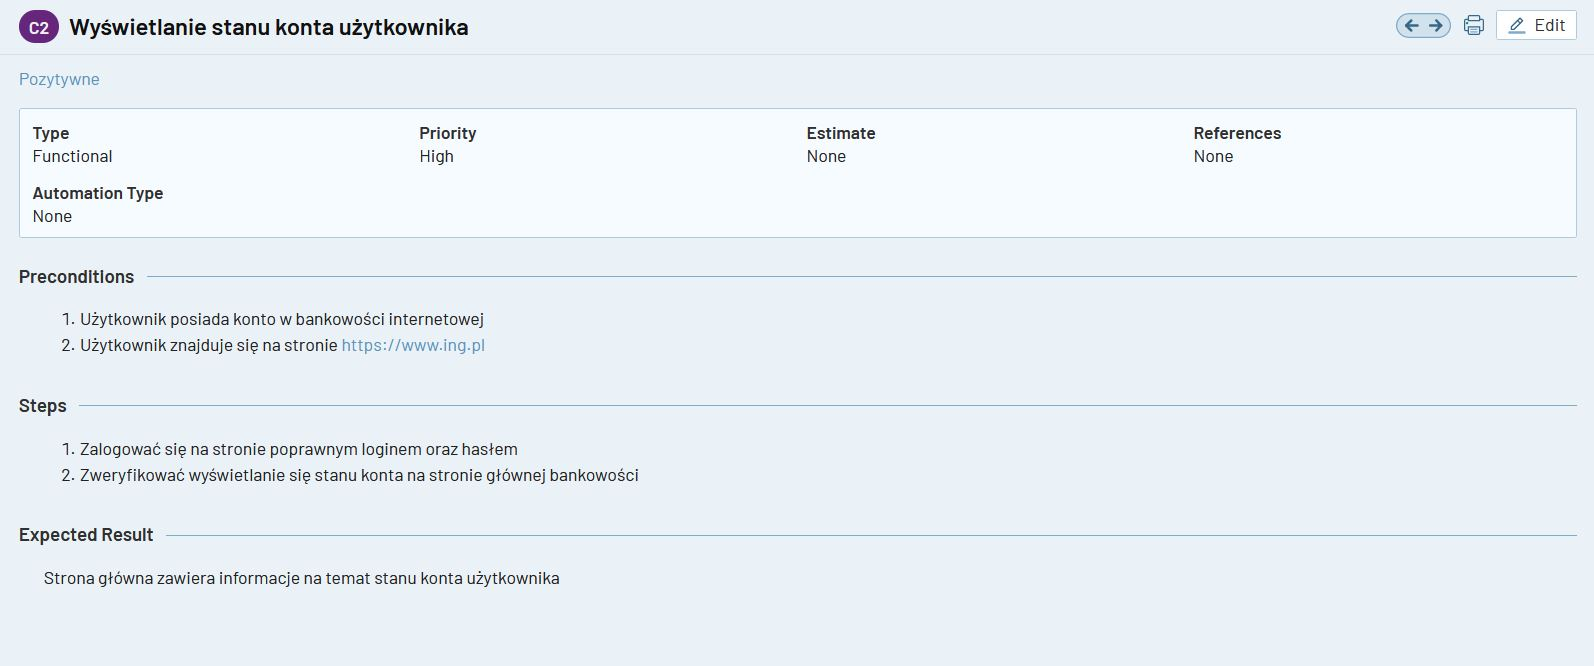 C2 Wyświetlanie stanu konta użytkownika
Edit
Pozytywne
Type Priority Estimate References
Functional High None None
Automation Type
None
Preconditions
1. Użytkownik posiada konto w bankowości internetowej
2. Użytkownik znajduje się na stronie https://www.ing.pl
Steps
1. Zalogować się na stronie poprawnym loginem oraz hasłem
2. Zweryfikować wyświetlanie się stanu konta na stronie głównej bankowości
Expected Result
Strona główna zawiera informacje na temat stanu konta użytkownika